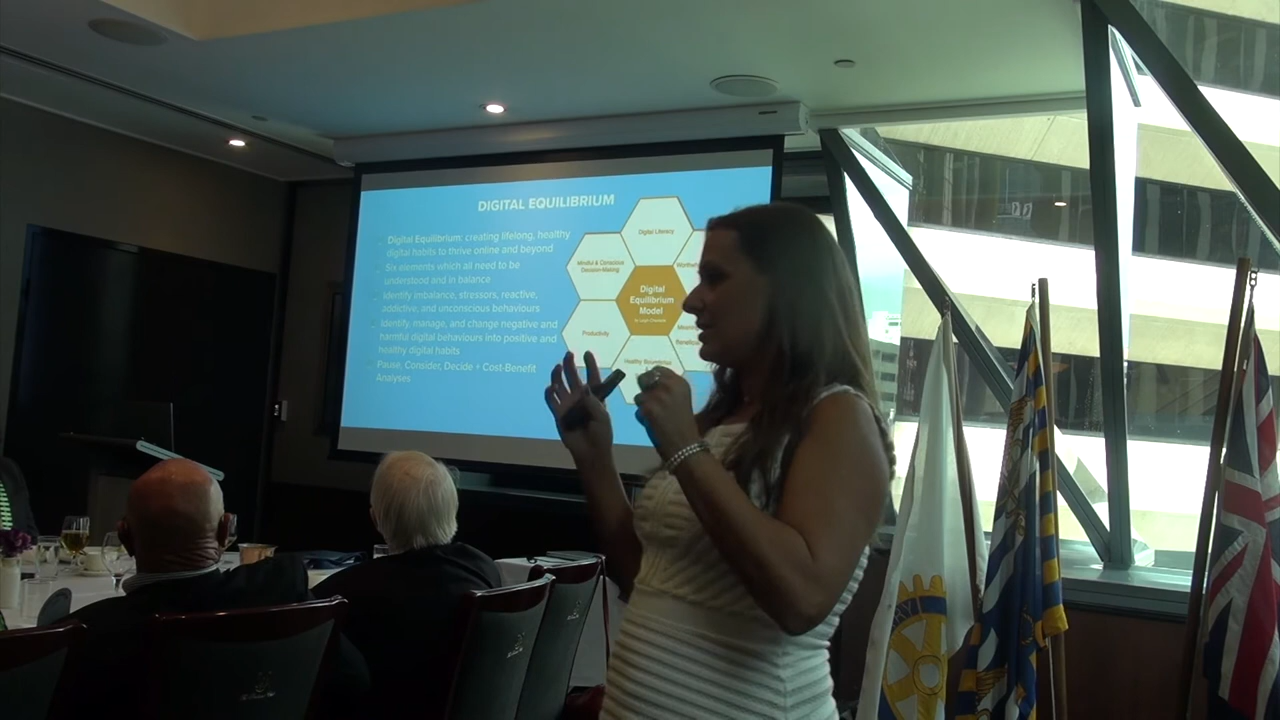 DIGITAL EQUILIBRIUM
Digital Equilibrium: creating lifelong, healthy
digital habits to thrive online and beyond
Six elements which all need to be
understood and in balance
Identify imbalance, stressors, reactive,
addictive, and unconscious behaviours
Identify, manage, and change negative and
harmful digital behaviours into positive and
healthy digital habits
Pause, Consider, Decide + Cost-Benefit
Analyses
Digital Literacy
Mindful & Conscious
Decision-Making
Digital
Equilibrium
Model
Productivity
Healthy Boundaries